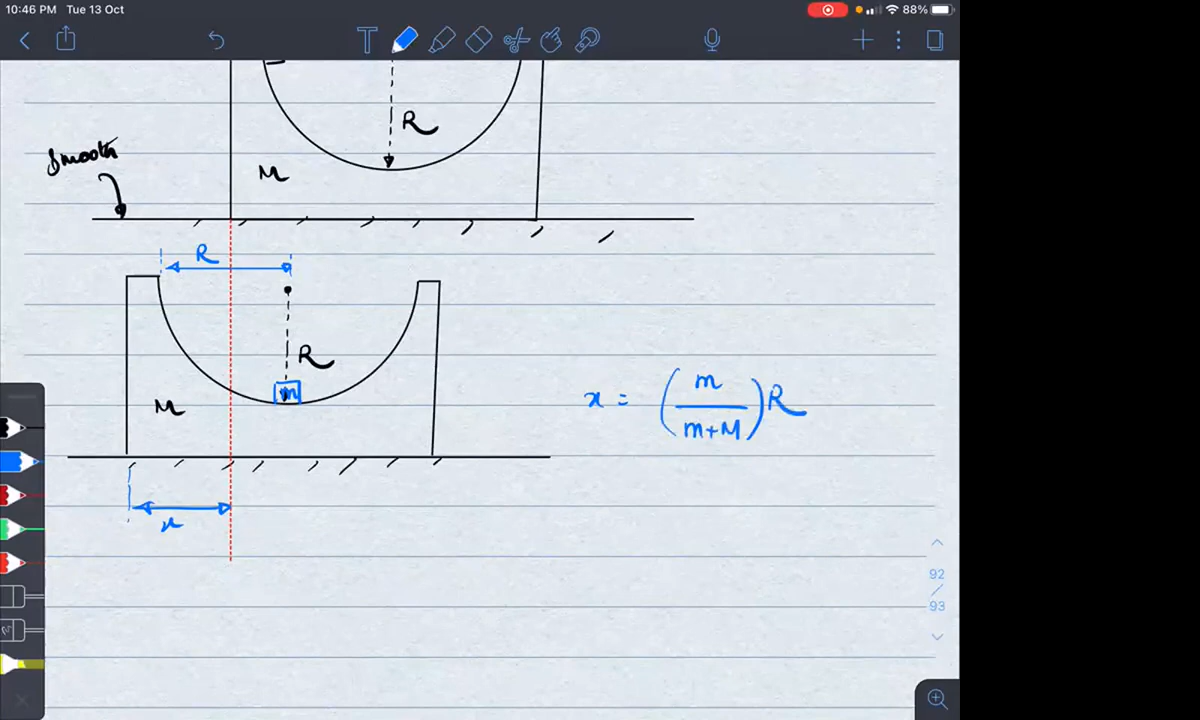 10:46 PM Tue 13 Oct
88%
T
R
Smooth
M
R
R
m
M
x = (m/m+M)R
x
92
/
93